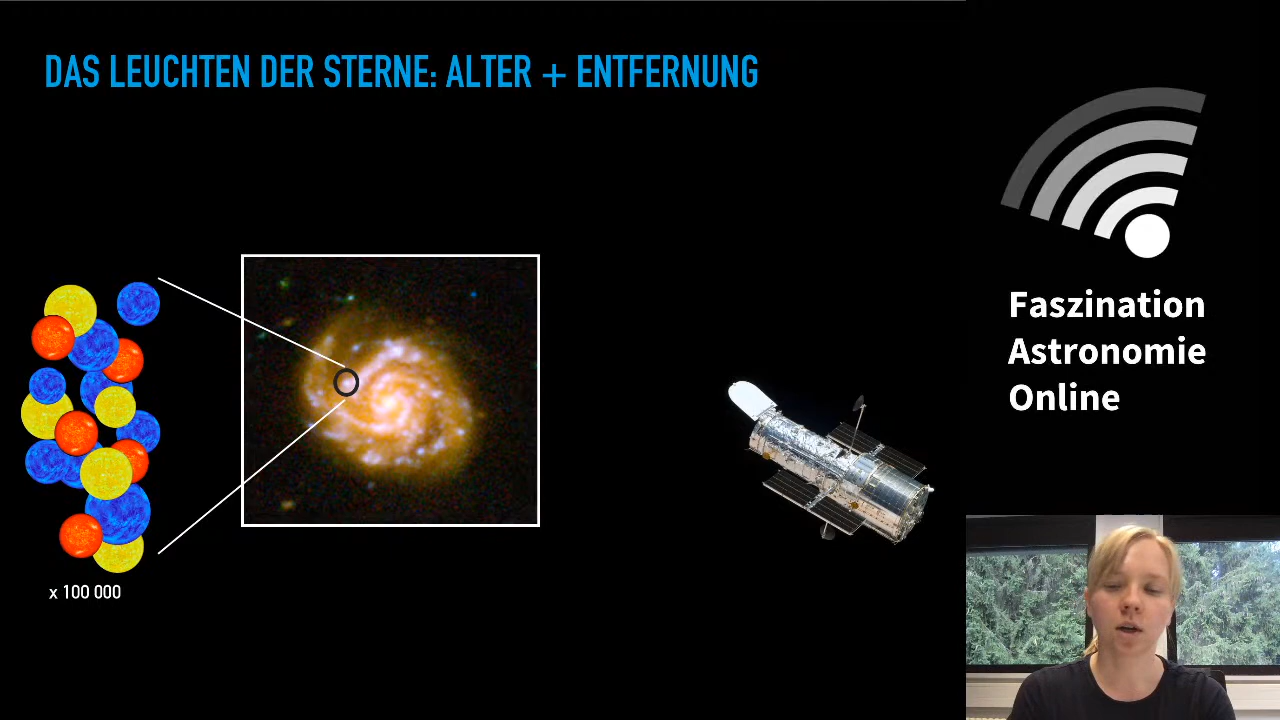 DAS LEUCHTEN DER STERNE: ALTER + ENTFERNUNG
x 100 000
Faszination
Astronomie
Online